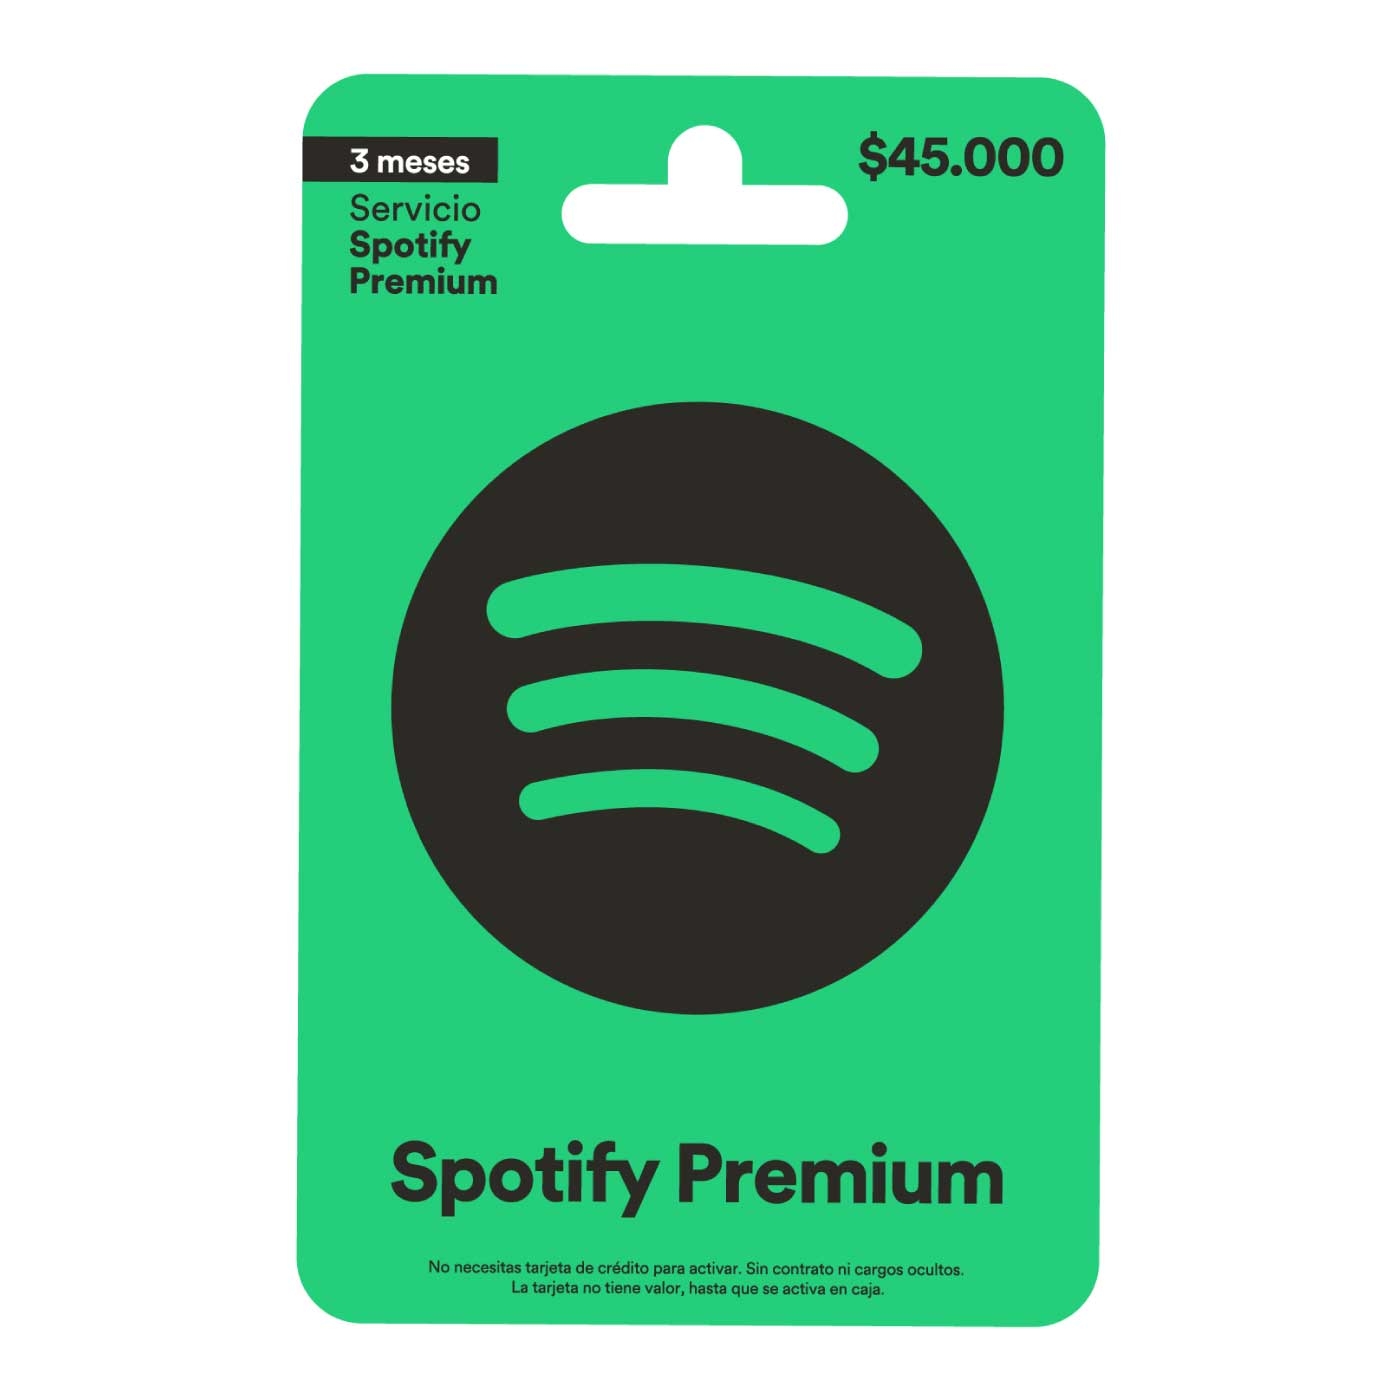 3 meses
Servicio
Spotify
Premium
$45.000
Spotify Premium
No necesitas tarjeta de crédito para activar. Sin contrato ni cargos ocultos.
La tarjeta no tiene valor, hasta que se activa en caja.